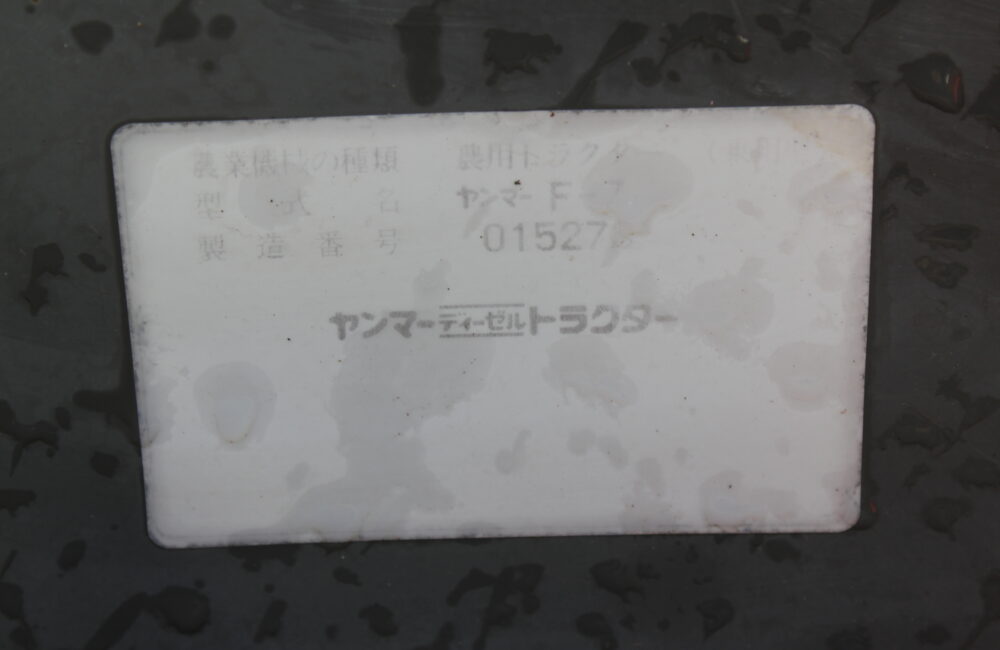 農業機械の種類 農用トラクター
型式名 ヤンマー F-7
製造番号 01527
ヤンマーディーゼルトラクター